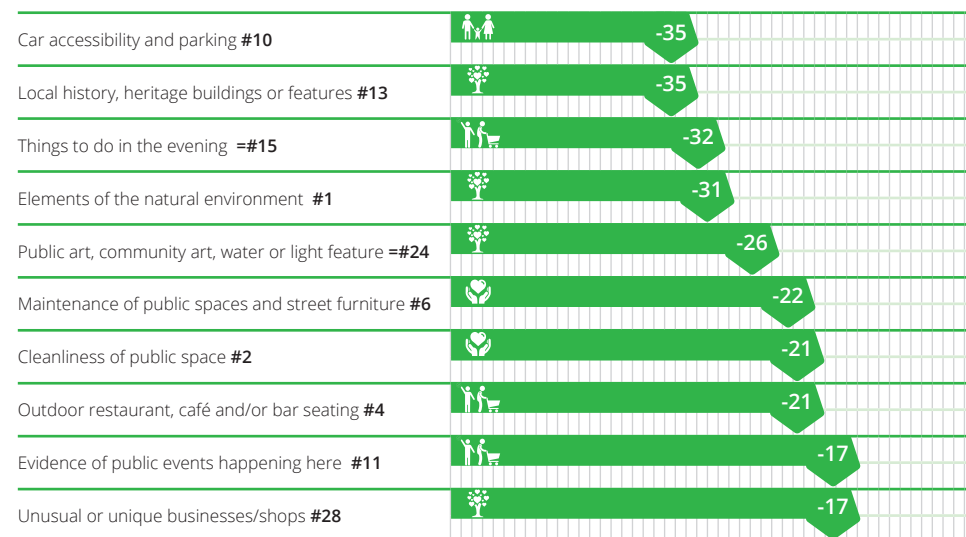 Car accessibility and parking #10 -35
Local history, heritage buildings or features #13 -35
Things to do in the evening =#15 -32
Elements of the natural environment #1 -31
Public art, community art, water or light feature =#24 -26
Maintenance of public spaces and street furniture #6 -22
Cleanliness of public space #2 -21
Outdoor restaurant, café and/or bar seating #4 -21
Evidence of public events happening here #11 -17
Unusual or unique businesses/shops #28 -17